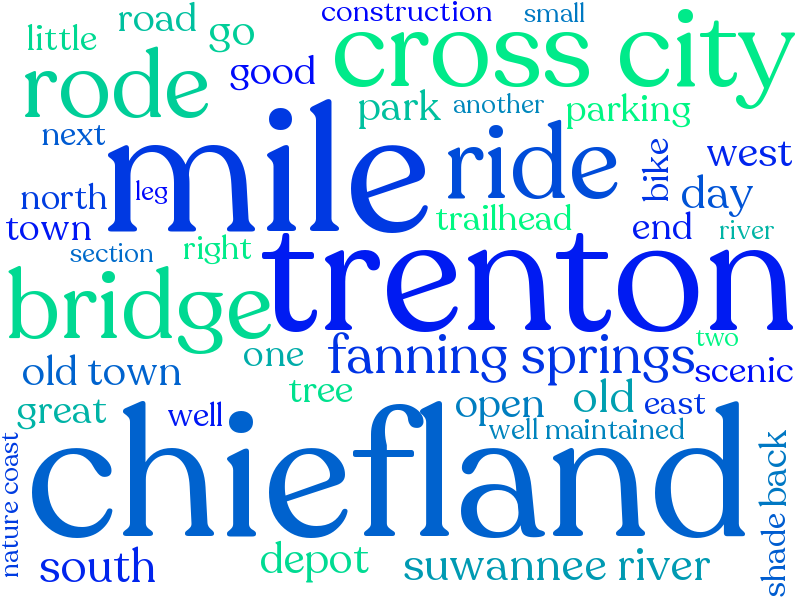 construction
small
little
road
go
cross city
rode
good
park
another
parking
next
mile
ride
bike
west
north
leg
day
town
trailhead
end
river
section
right
trenton
bridge
one
fanning springs
two
old town
tree
scenic
great
well
open
old
east
well maintained
chiefland
nature coast
shade back
south
depot
suwannee river